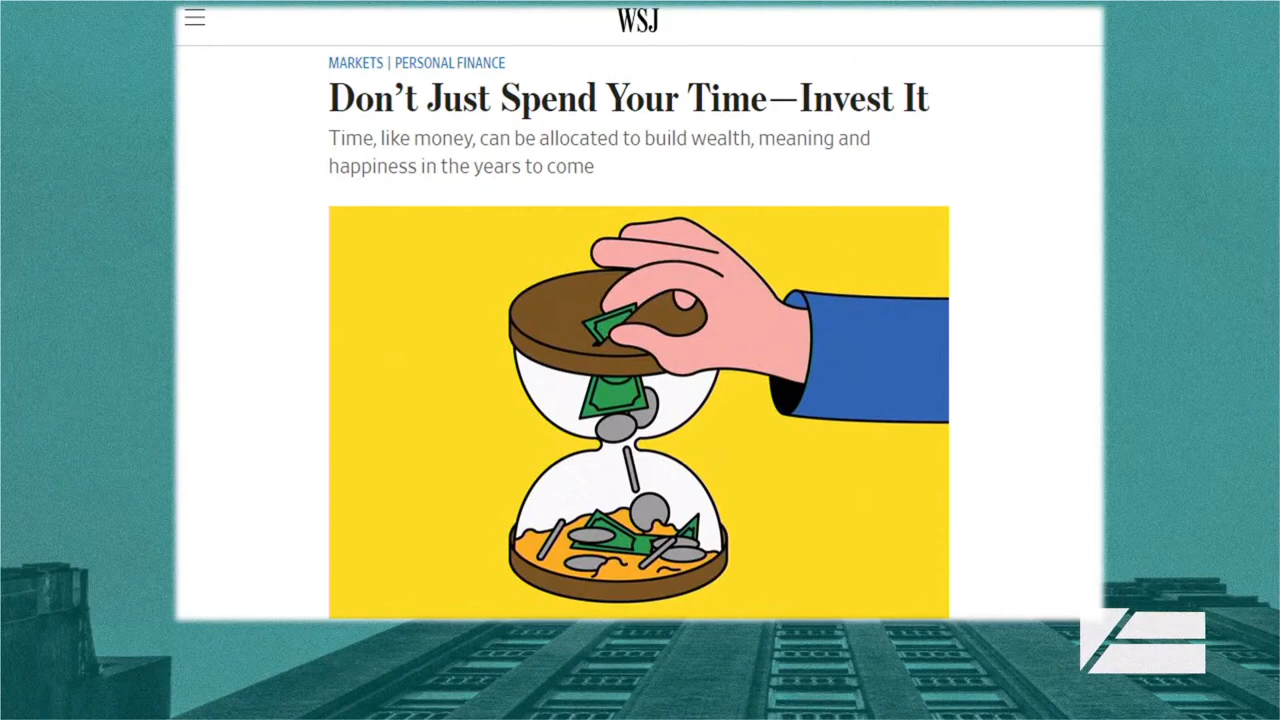 WSJ
MARKETS | PERSONAL FINANCE
Don’t Just Spend Your Time—Invest It
Time, like money, can be allocated to build wealth, meaning and
happiness in the years to come